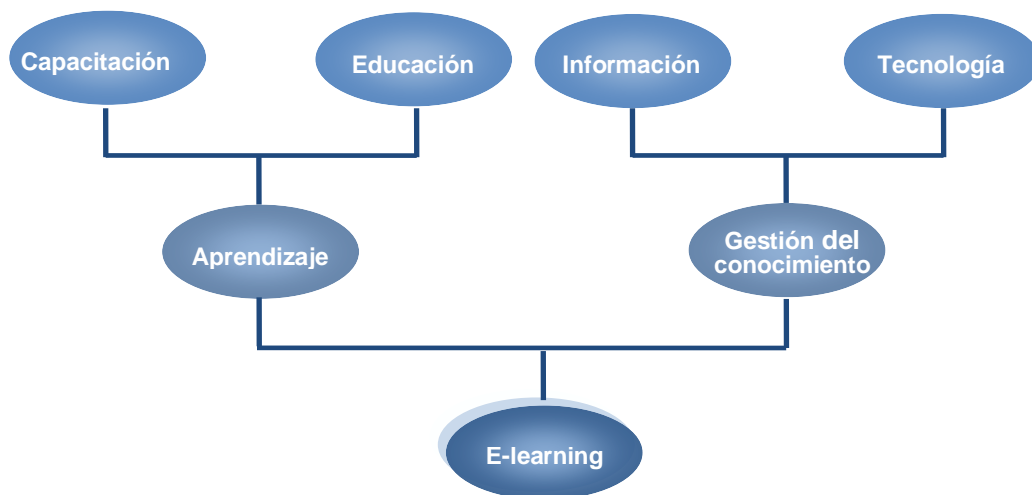 Capacitación
Educación
Información
Tecnología
Aprendizaje
Gestión del
conocimiento
E-learning